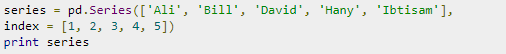 series = pd.Series(['Ali', 'Bill', 'David', 'Hany', 'Ibtisam'],
index = [1, 2, 3, 4, 5])
print series